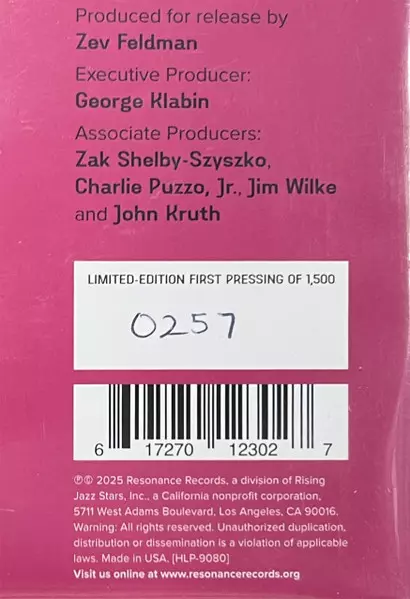 Produced for release by
Zev Feldman
Executive Producer:
George Klabin
Associate Producers:
Zak Shelby-Szyszko,
Charlie Puzzo, Jr., Jim Wilke
and John Kruth
LIMITED-EDITION FIRST PRESSING OF 1,500
0257
6 17270 12302 7
℗© 2025 Resonance Records, a division of Rising
Jazz Stars, Inc., a California nonprofit corporation,
5711 West Adams Boulevard, Los Angeles, CA 90016.
Warning: All rights reserved. Unauthorized duplication,
distribution or dissemination is a violation of applicable
laws. Made in USA. [HLP-9080]
Visit us online at www.resonancerecords.org